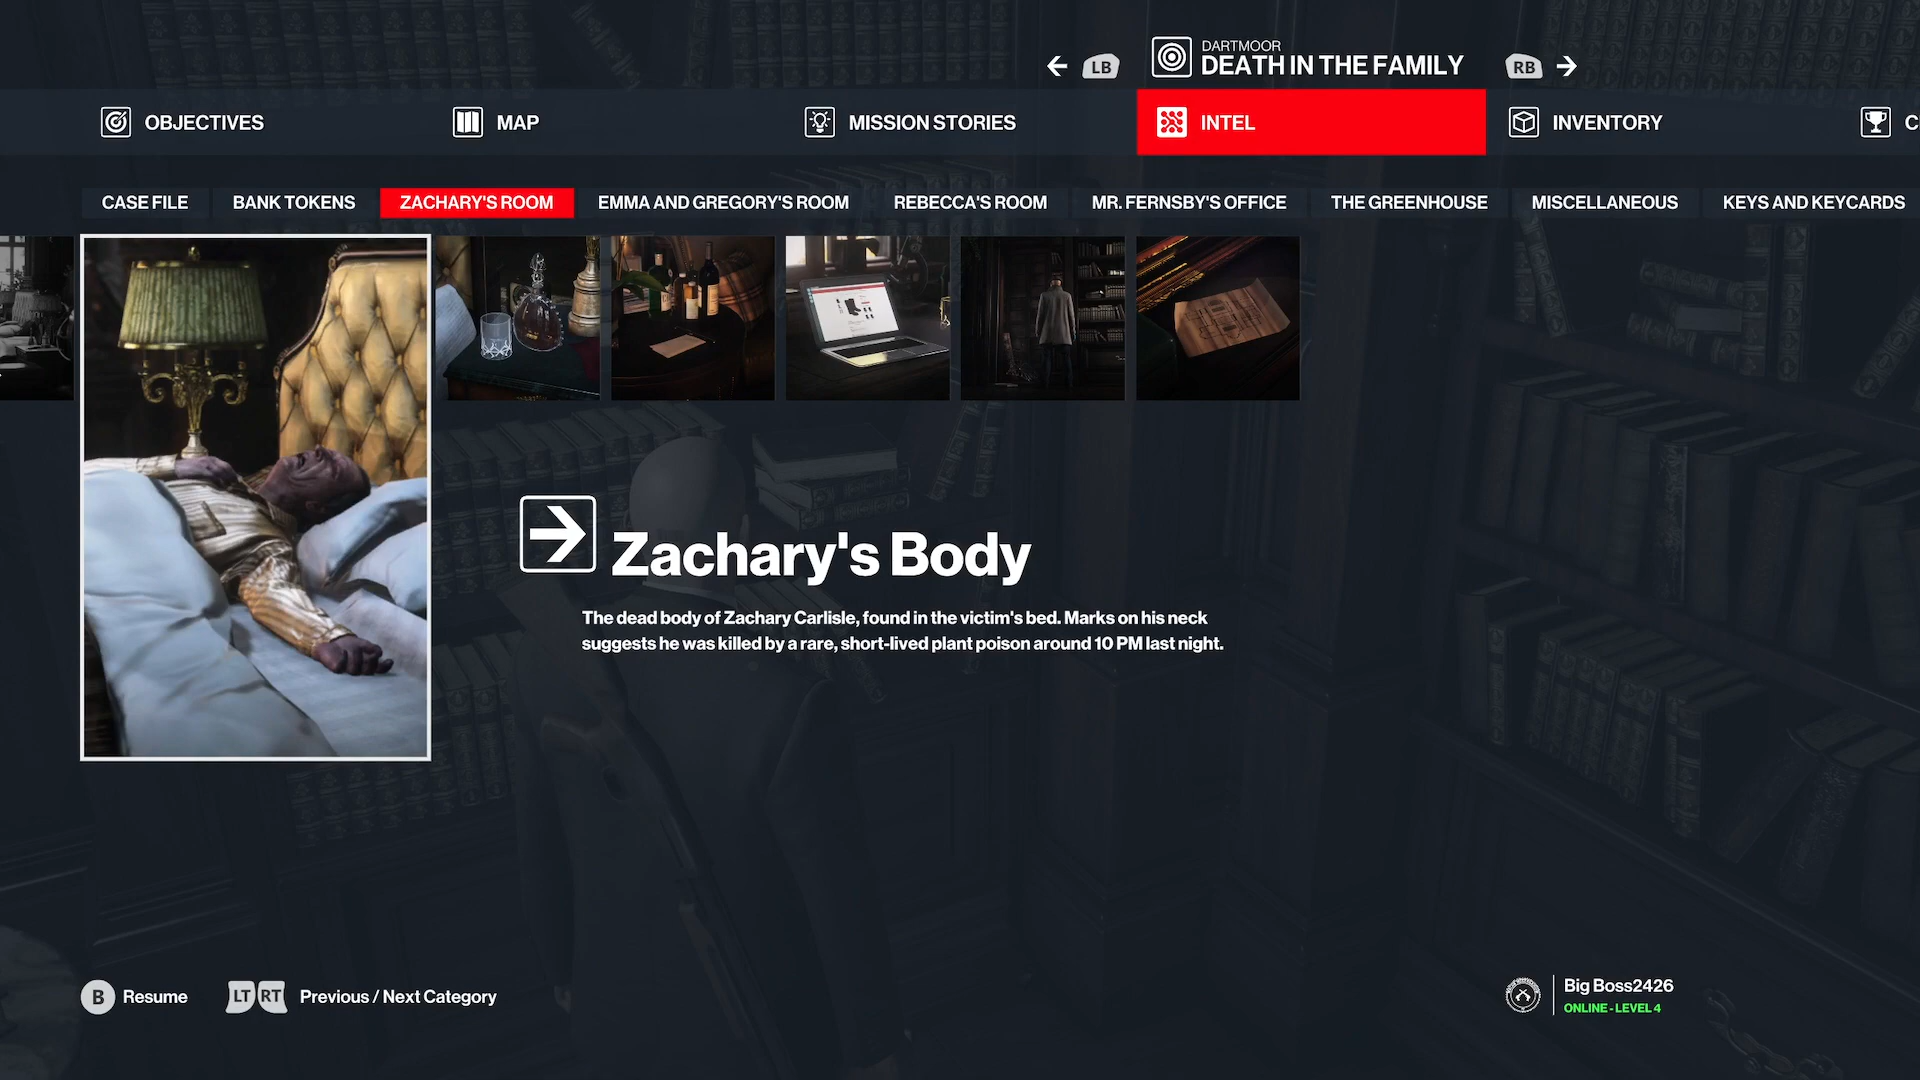 DARTMOOR
LB DEATH IN THE FAMILY RB
OBJECTIVES MAP MISSION STORIES INTEL INVENTORY C
CASE FILE BANK TOKENS ZACHARY'S ROOM EMMA AND GREGORY'S ROOM REBECCA'S ROOM MR. FERNSBY'S OFFICE THE GREENHOUSE MISCELLANEOUS KEYS AND KEYCARDS
Zachary's Body
The dead body of Zachary Carlisle, found in the victim's bed. Marks on his neck
suggests he was killed by a rare, short-lived plant poison around 10 PM last night.
B Resume LT RT Previous / Next Category
Big Boss2426
ONLINE - LEVEL 4